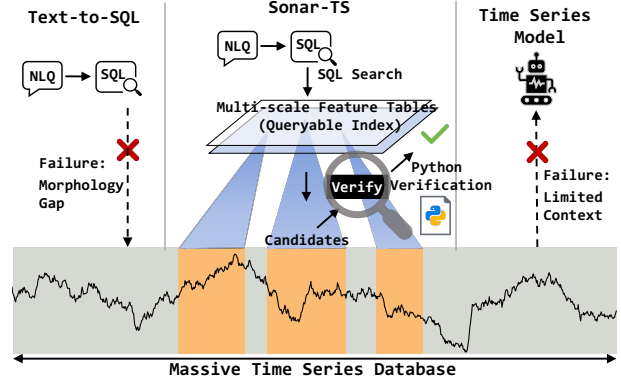 Text-to-SQL
NLQ
SQL
Failure:
Morphology
Gap
Sonar-TS
NLQ
SQL
SQL Search
Multi-scale Feature Tables
(Queryable Index)
Verify
Python
Verification
Candidates
Time Series
Model
Failure:
Limited
Context
Massive Time Series Database